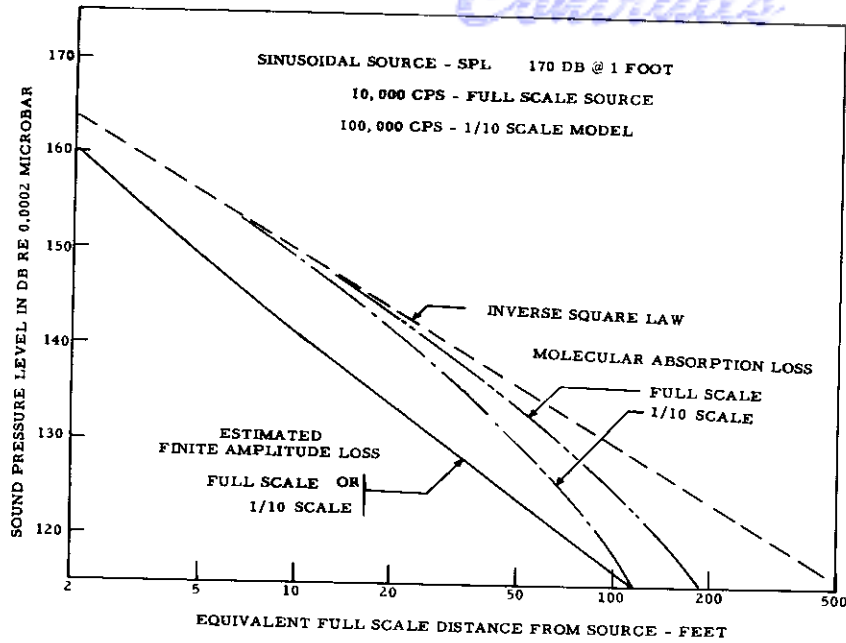 SINUSOIDAL SOURCE - SPL 170 DB @ 1 FOOT
10,000 CPS - FULL SCALE SOURCE
100,000 CPS - 1/10 SCALE MODEL
SOUND PRESSURE LEVEL IN DB RE 0.0002 MICROBAR
170
160
150
140
130
120
INVERSE SQUARE LAW
MOLECULAR ABSORPTION LOSS
FULL SCALE
1/10 SCALE
ESTIMATED
FINITE AMPLITUDE LOSS
FULL SCALE OR
1/10 SCALE
2 5 10 20 50 100 200 500
EQUIVALENT FULL SCALE DISTANCE FROM SOURCE - FEET